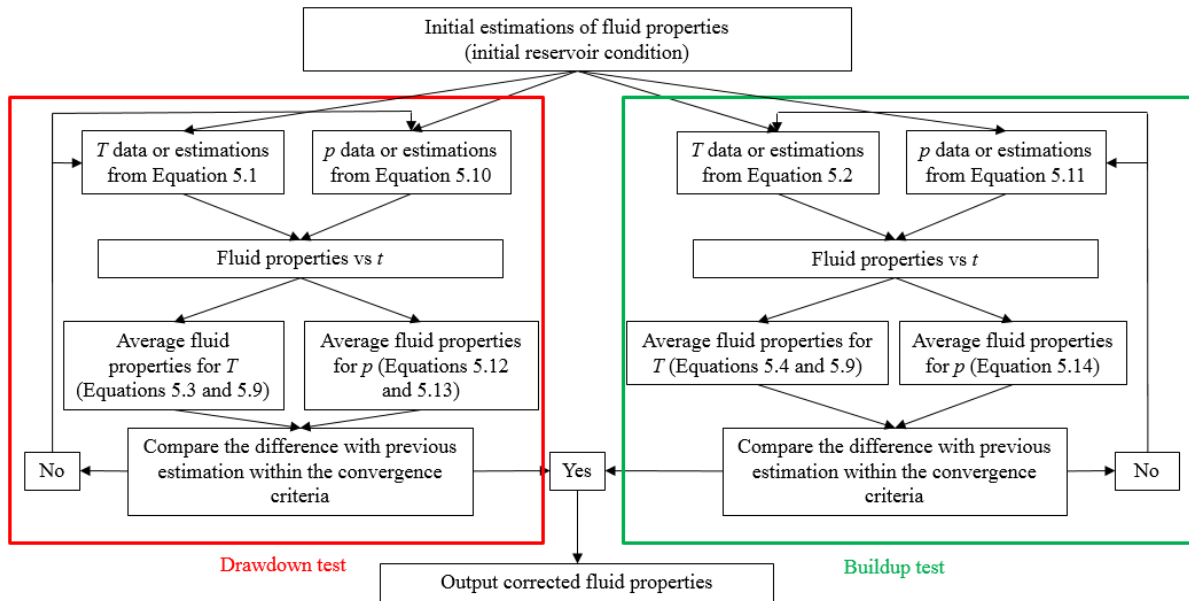 Initial estimations of fluid properties
(initial reservoir condition)
T data or estimations
from Equation 5.1
p data or estimations
from Equation 5.10
T data or estimations
from Equation 5.2
p data or estimations
from Equation 5.11
Fluid properties vs t
Fluid properties vs t
Average fluid
properties for T
(Equations 5.3 and 5.9)
Average fluid properties
for p (Equations 5.12
and 5.13)
Average fluid properties for
T (Equations 5.4 and 5.9)
Average fluid properties
for p (Equation 5.14)
No
Compare the difference with previous
estimation within the convergence
criteria
Yes
Compare the difference with previous
estimation within the convergence
criteria
No
Drawdown test
Buildup test
Output corrected fluid properties